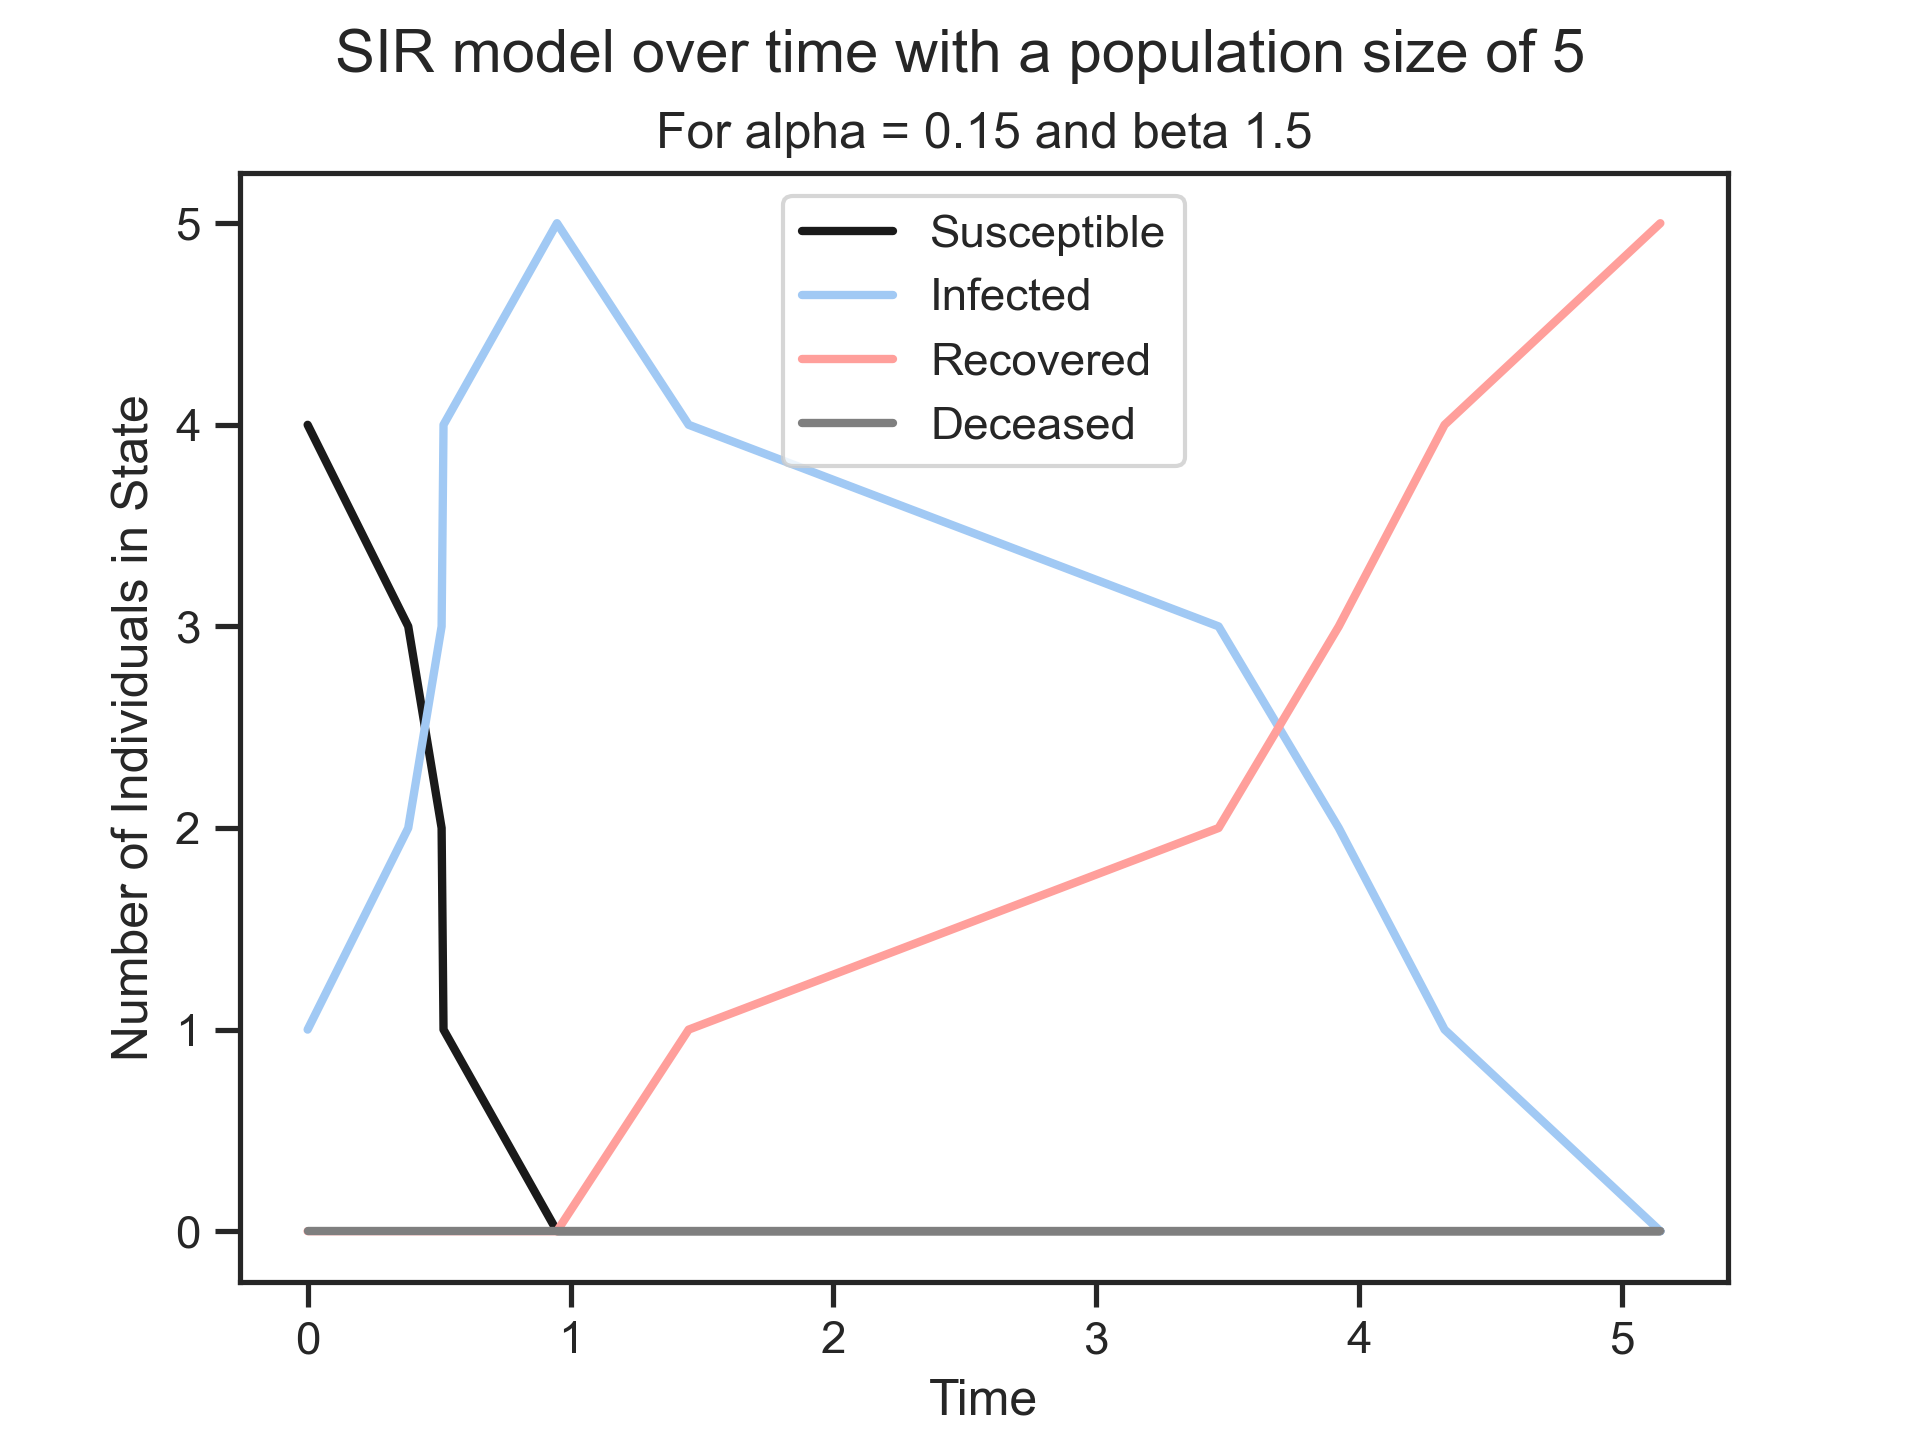 SIR model over time with a population size of 5
For alpha = 0.15 and beta 1.5
Susceptible
Infected
Recovered
Deceased
Number of Individuals in State
5
4
3
2
1
0
0 1 2 3 4 5
Time